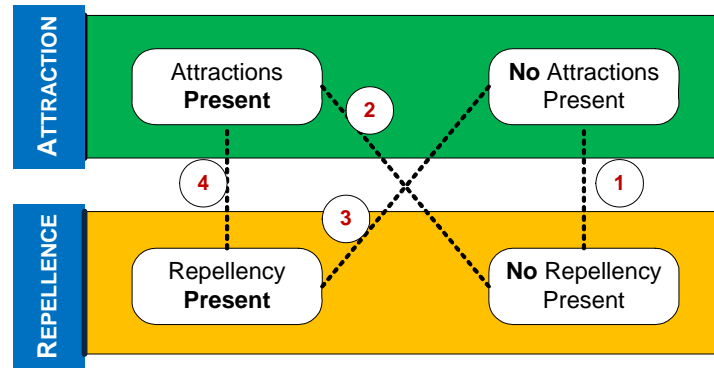 ATTRACTION
Attractions
Present
No Attractions
Present
2
4
1
3
REPELLENCE
Repellency
Present
No Repellency
Present